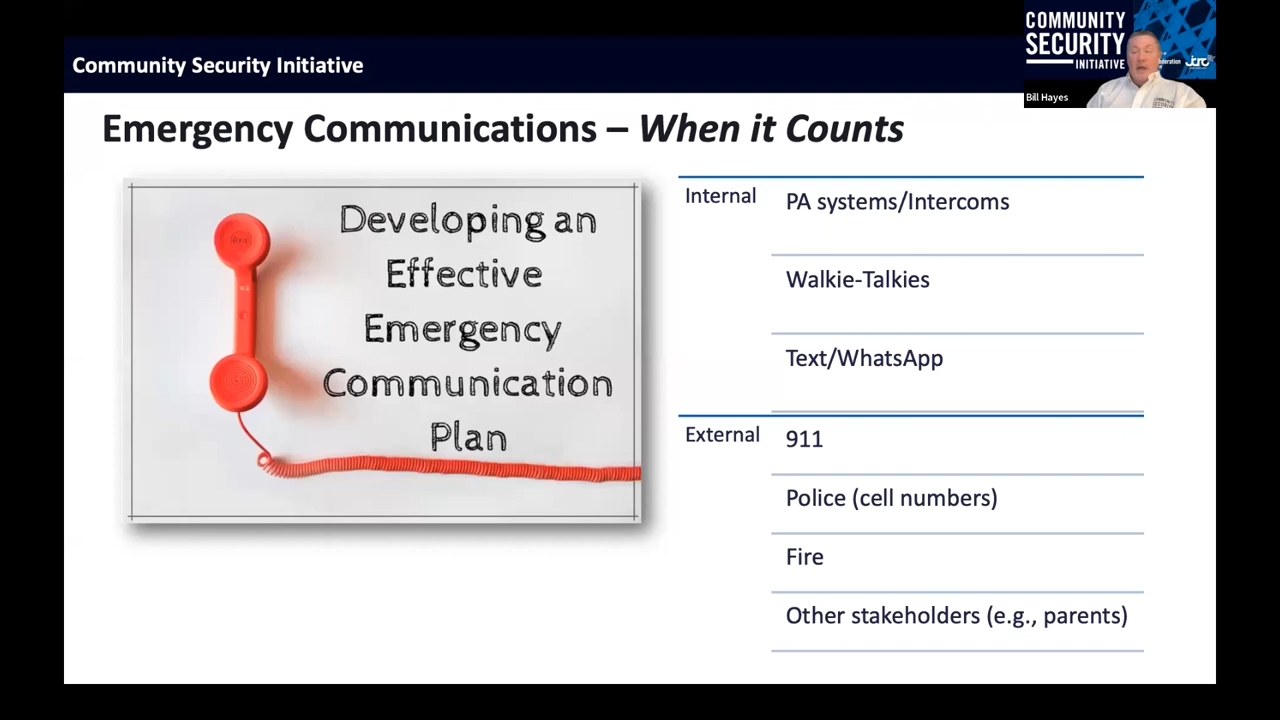 Community Security Initiative
COMMUNITY
SECURITY
INITIATIVE
Bill Hayes
Emergency Communications – When it Counts
Developing an
Effective
Emergency
Communication
Plan
Internal
PA systems/Intercoms
Walkie-Talkies
Text/WhatsApp
External
911
Police (cell numbers)
Fire
Other stakeholders (e.g., parents)